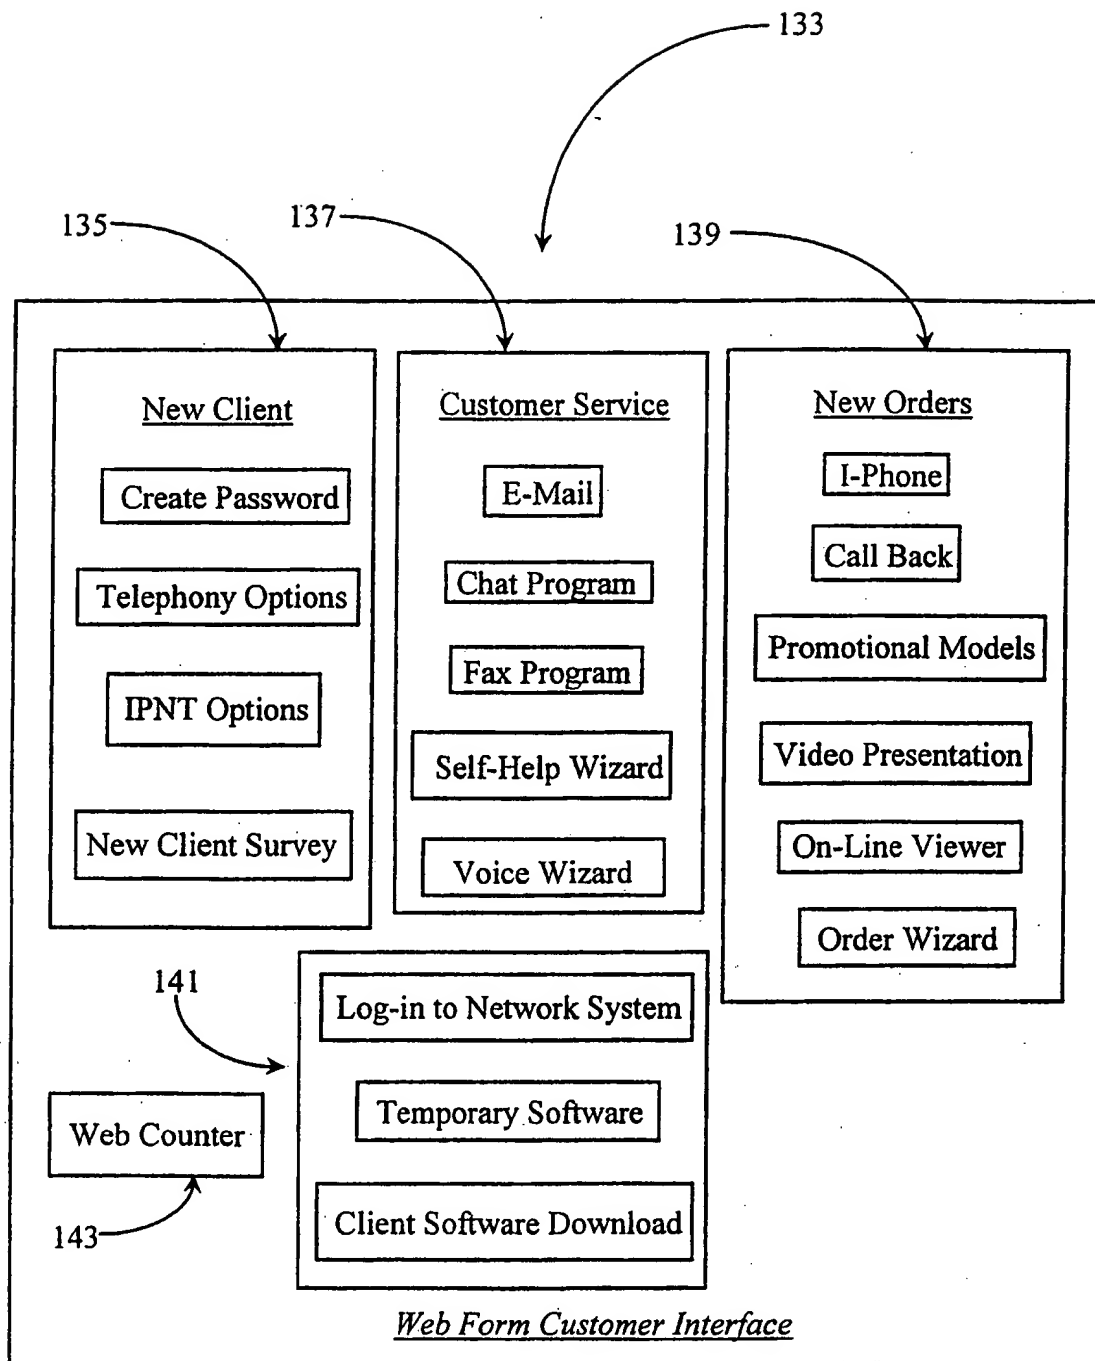 133
135
137
139
New Client
Create Password
Telephony Options
IPNT Options
New Client Survey
Customer Service
E-Mail
Chat Program
Fax Program
Self-Help Wizard
Voice Wizard
New Orders
I-Phone
Call Back
Promotional Models
Video Presentation
On-Line Viewer
Order Wizard
141
Log-in to Network System
Temporary Software
Client Software Download
Web Counter
143
Web Form Customer Interface